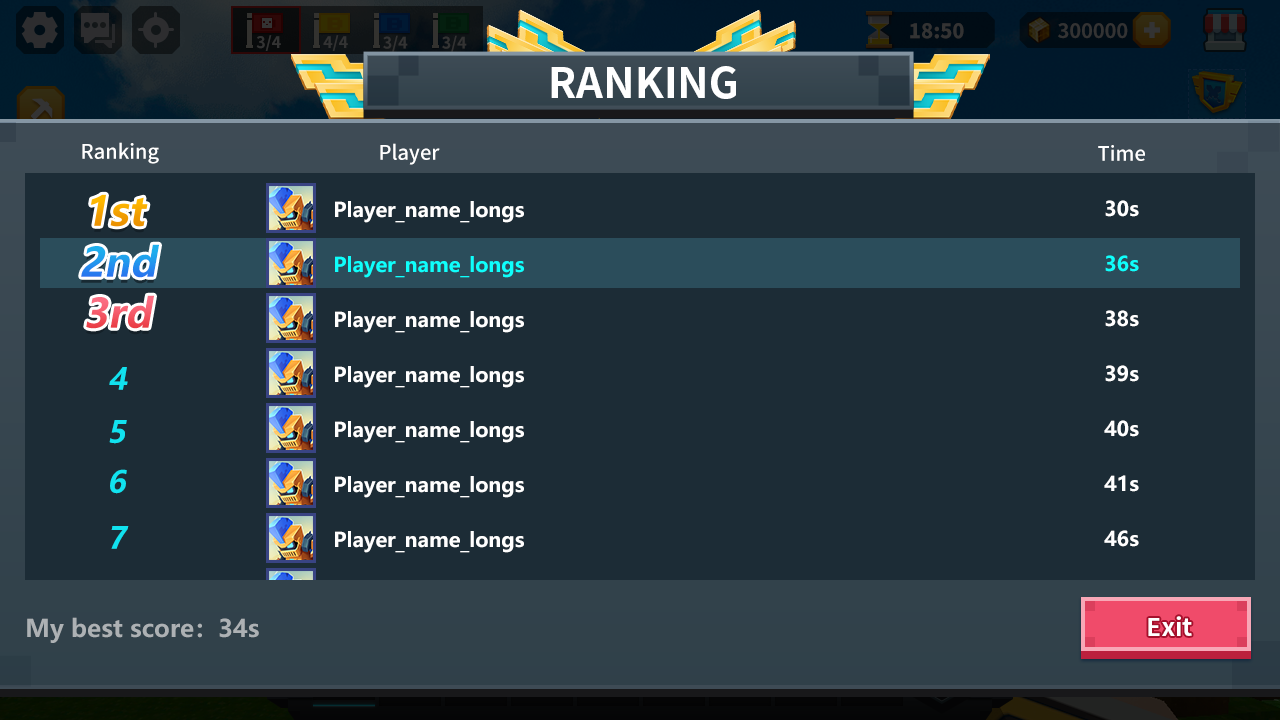 3/4 4/4 3/4 3/4 18:50 300000
RANKING
Ranking Player Time
1st Player_name_longs 30s
2nd Player_name_longs 36s
3rd Player_name_longs 38s
4 Player_name_longs 39s
5 Player_name_longs 40s
6 Player_name_longs 41s
7 Player_name_longs 46s
My best score: 34s
Exit